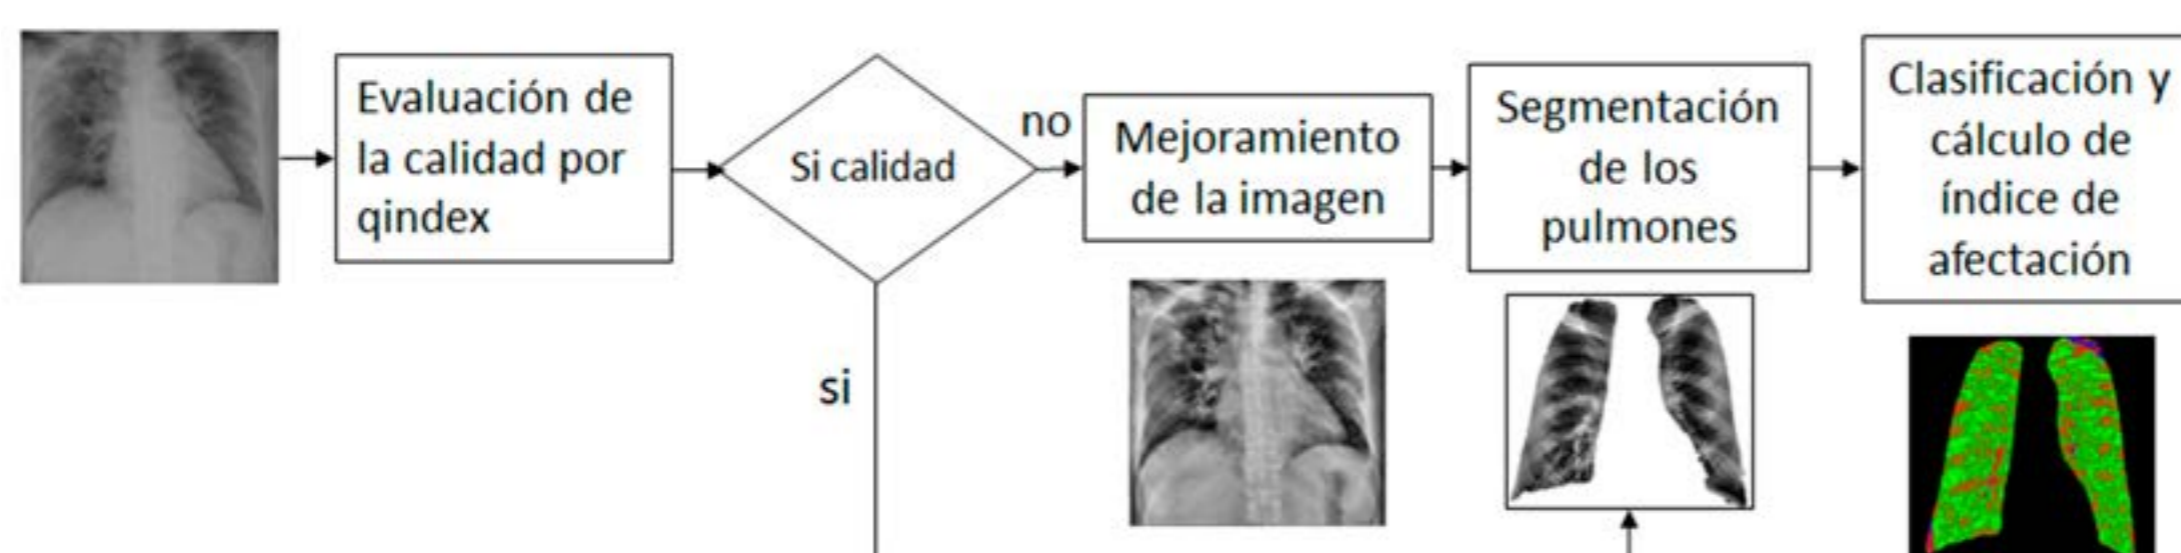 Evaluación de
la calidad por
qindex
Si calidad
no
si
Mejoramiento
de la imagen
Segmentación
de los
pulmones
Clasificación y
cálculo de
índice de
afectación